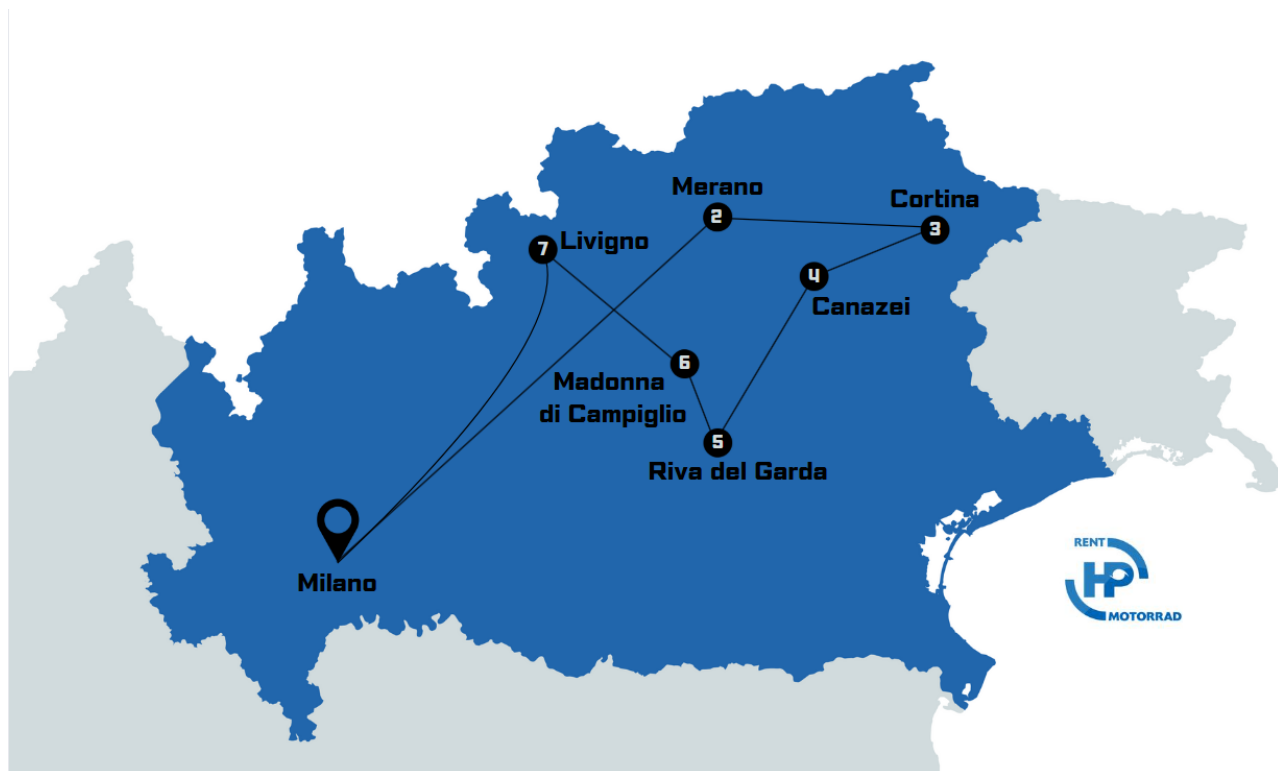 Merano
2
Cortina
3
7
Livigno
4
Canazei
6
Madonna
di Campiglio
5
Riva del Garda
Milano
RENT
HP
MOTORRAD